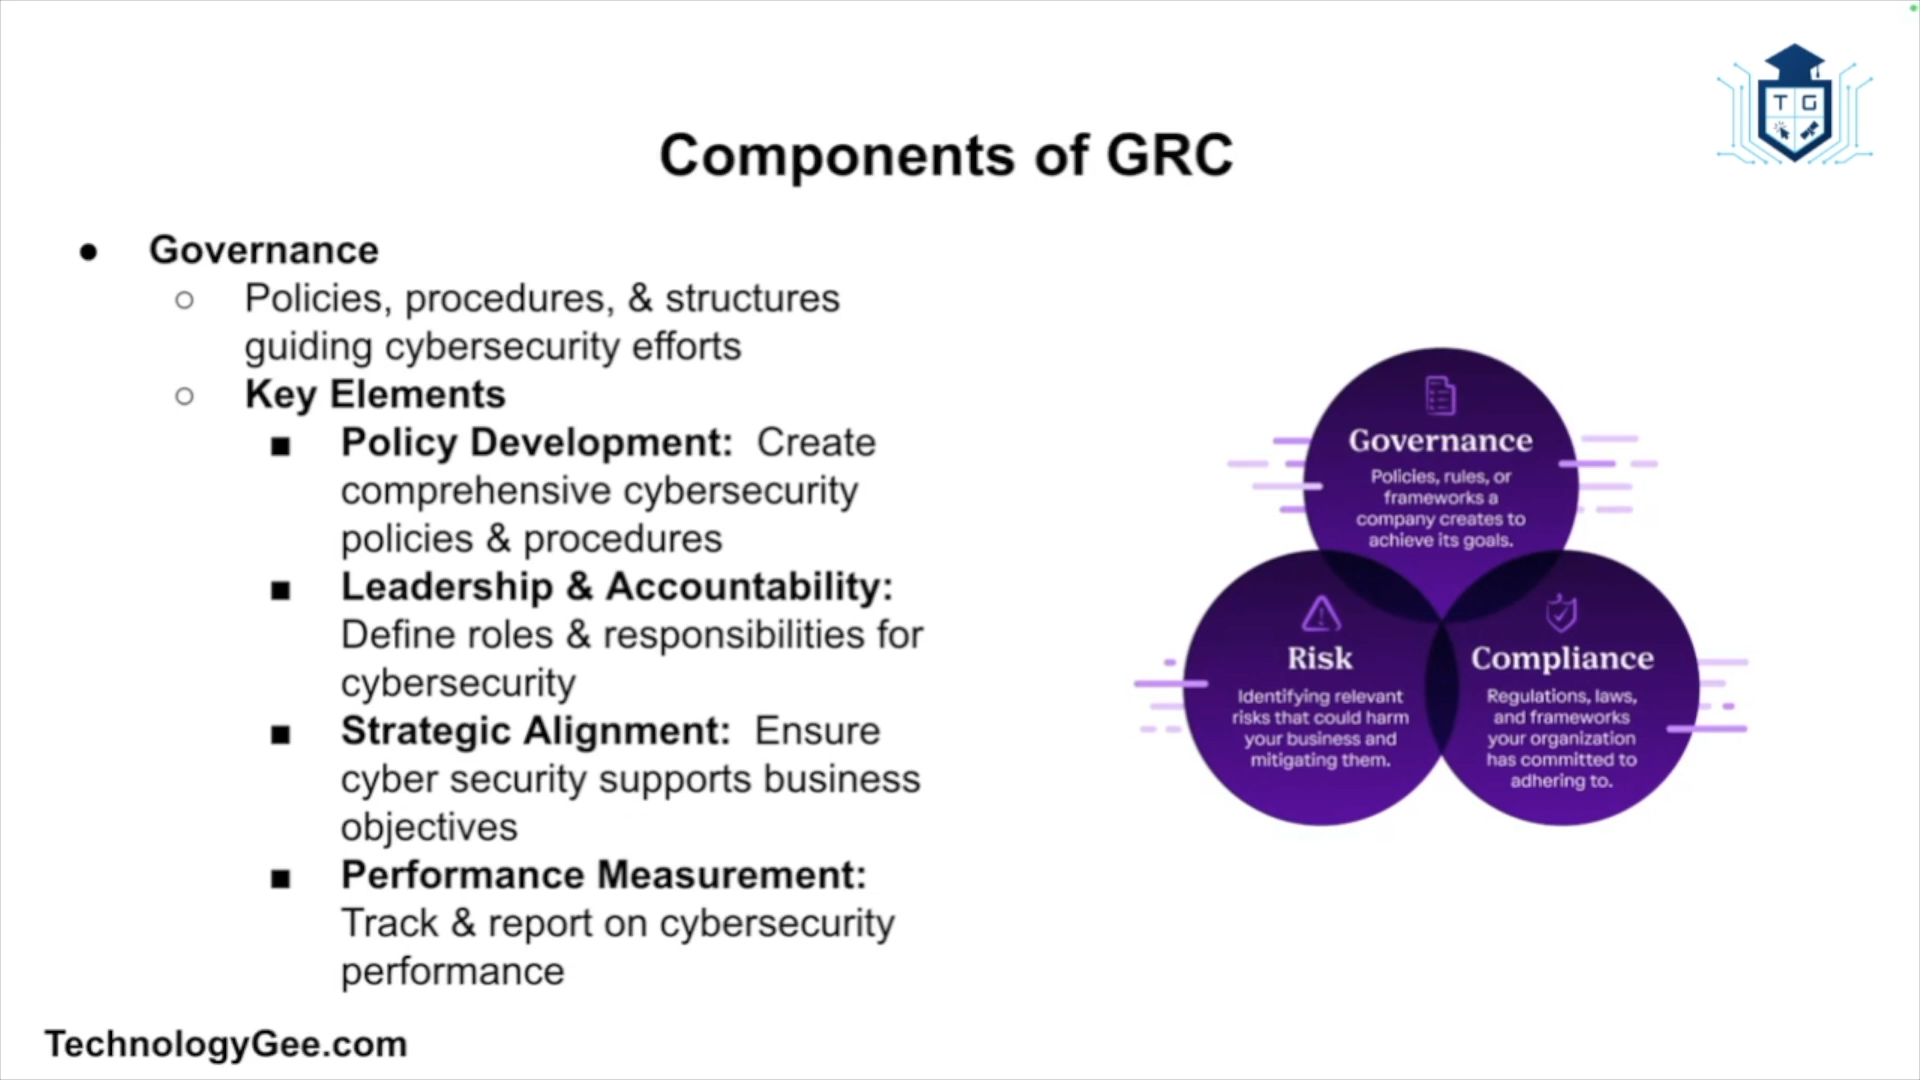 T G
Components of GRC
● Governance
○ Policies, procedures, & structures
guiding cybersecurity efforts
○ Key Elements
■ Policy Development: Create
comprehensive cybersecurity
policies & procedures
■ Leadership & Accountability:
Define roles & responsibilities for
cybersecurity
■ Strategic Alignment: Ensure
cyber security supports business
objectives
■ Performance Measurement:
Track & report on cybersecurity
performance
Governance
Policies, rules, or
frameworks a
company creates to
achieve its goals.
Risk
Identifying relevant
risks that could harm
your business and
mitigating them.
Compliance
Regulations, laws,
and frameworks
your organization
has committed to
adhering to.
TechnologyGee.com